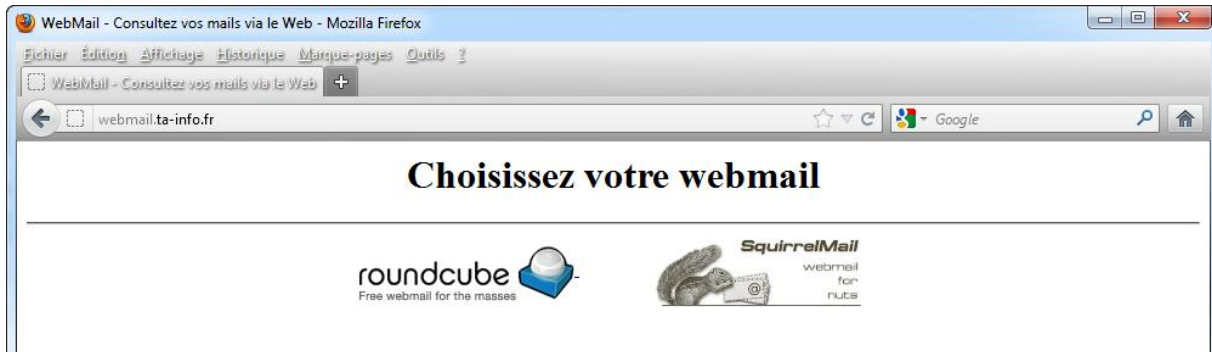 WebMail - Consultez vos mails via le Web - Mozilla Firefox
Fichier Édition Affichage Historique Marque-pages Outils ?
WebMail - Consultez vos mails via le Web
webmail.ta-info.fr Google
Choisissez votre webmail
roundcube
Free webmail for the masses
SquirrelMail
webmail
for
nuts
@